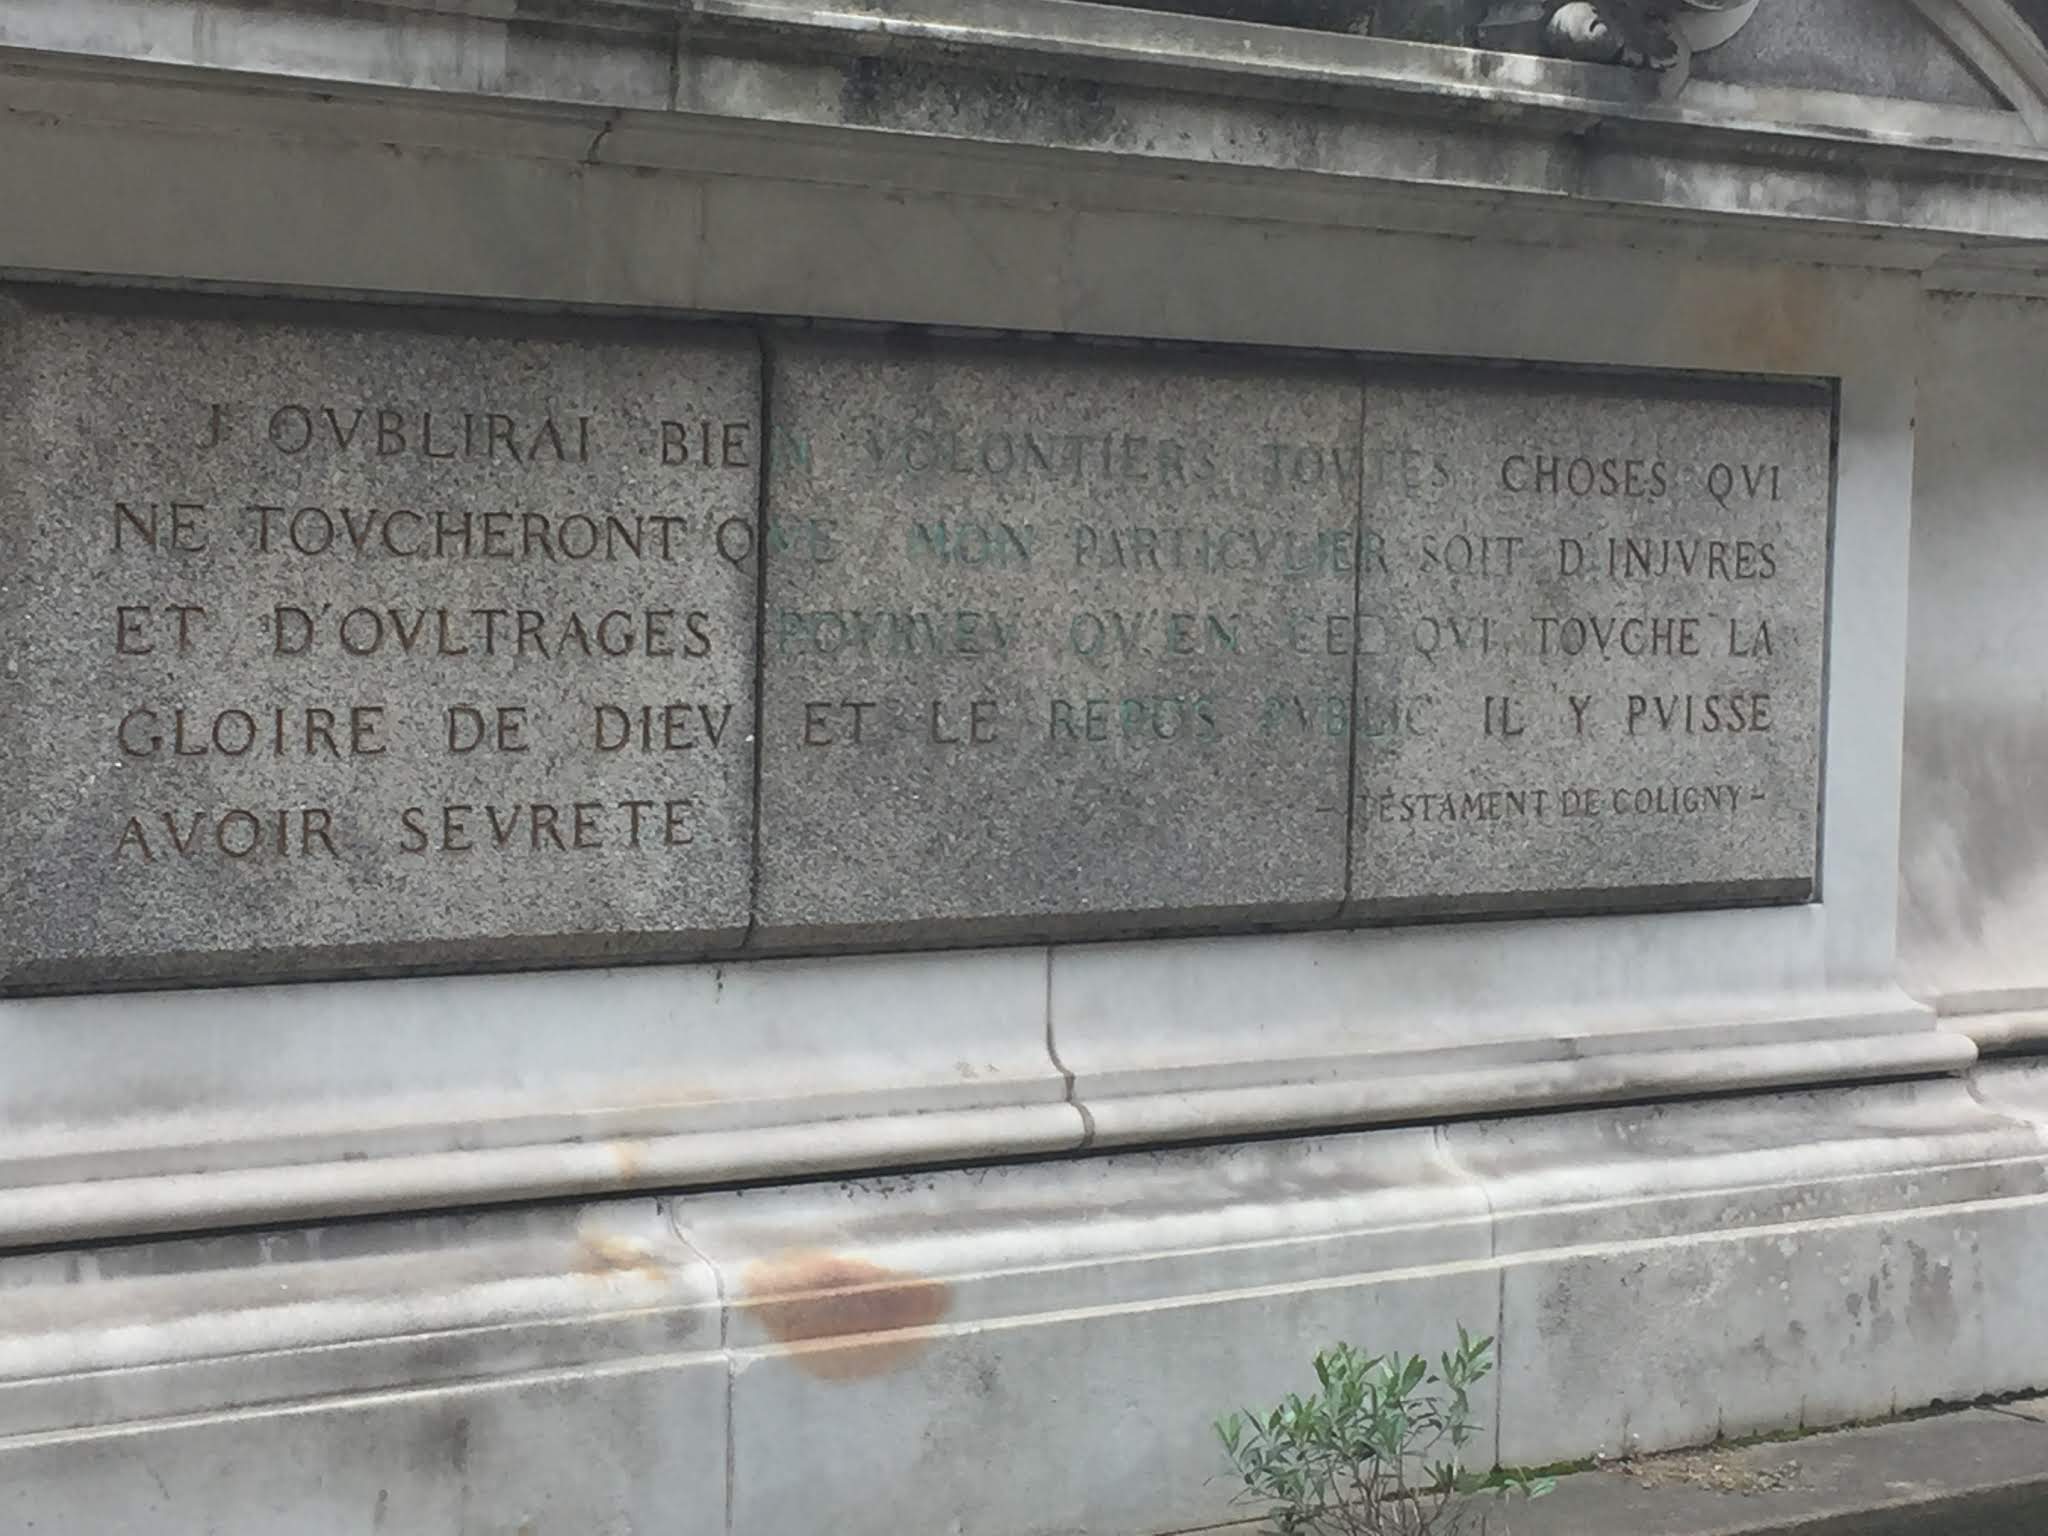 J'OVBLIRAI BIEN VOLONTIERS TOVTES CHOSES QVI
NE TOVCHERONT QVE MON PARTICVLIER SOIT D'INJVRES
ET D'OVLTRAGES POVRVEV QV'EN CE QVI TOVCHE LA
GLOIRE DE DIEV ET LE REPOS PVBLIC IL Y PVISSE
AVOIR SEVRETE
- TESTAMENT DE COLIGNY -